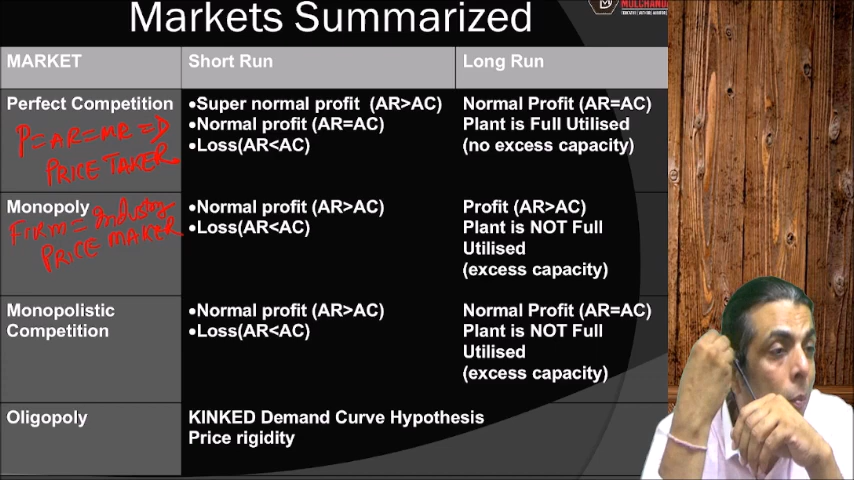 Markets Summarized
MULCHANDA
MARKET
Short Run
Long Run
Perfect Competition
P=AR=MR=D
PRICE TAKER
•Super normal profit (AR>AC)
•Normal profit (AR=AC)
•Loss(AR<AC)
Normal Profit (AR=AC)
Plant is Full Utilised
(no excess capacity)
Monopoly
Firm = Industry
PRICE MAKER
•Normal profit (AR>AC)
•Loss(AR<AC)
Profit (AR>AC)
Plant is NOT Full
Utilised
(excess capacity)
Monopolistic
Competition
•Normal profit (AR>AC)
•Loss(AR<AC)
Normal Profit (AR=AC)
Plant is NOT Full
Utilised
(excess capacity)
Oligopoly
KINKED Demand Curve Hypothesis
Price rigidity